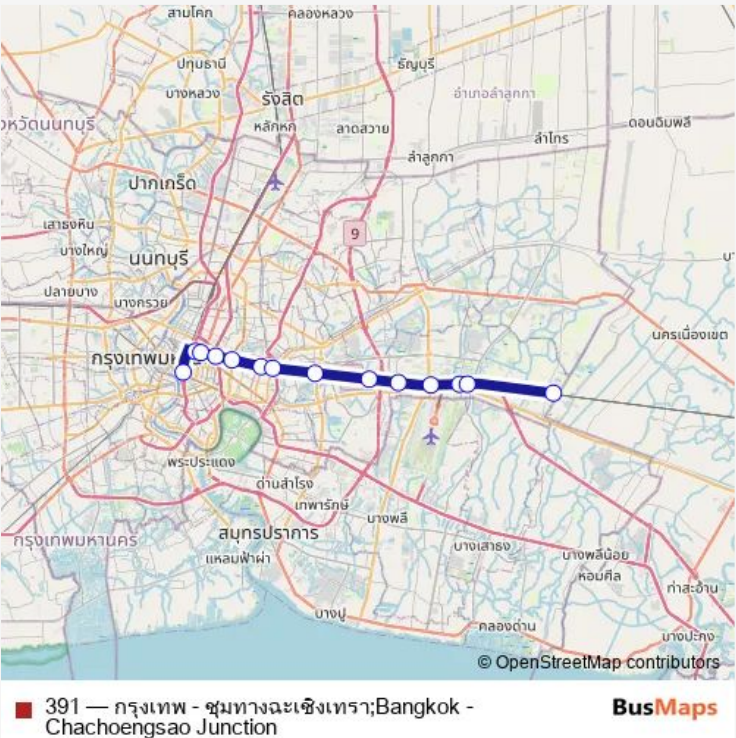 สามโคก
คลองหลวง
ปทุมธานี
ธัญบุรี
บางหลวง
รังสิต
อำเภอลำลูกกา
หลักหก
ลาดสวาย
ดอนฉิมพลี
ลำไทร
ลำลูกกา
ปากเกร็ด
เสาธงหิน
9
บางใหญ่
นนทบุรี
ปลายบาง
บางกรวย
นครเนื่องเขต
กรุงเทพม
พระประแดง
ด่านสำโรง
เทพารักษ์
บางพลี
สมุทรปราการ
กรุงเทพมหานคร
บางเสาธง
บางพลีน้อย
แหลมฟ้าผ่า
หอมศีล
ท่าสะอ้าน
บางปู
คลองด่าน
บางปะกง
© OpenStreetMap contributors
391 — กรุงเทพ - ชุมทางฉะเชิงเทรา;Bangkok -
Chachoengsao Junction
BusMaps